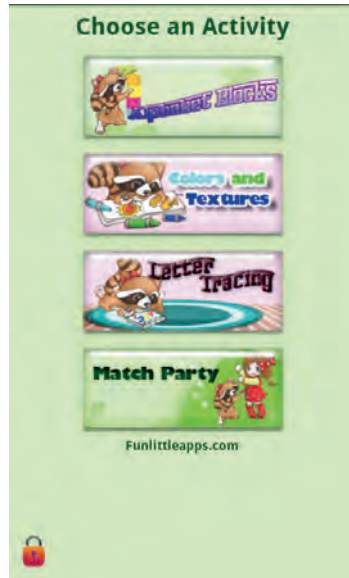 Choose an Activity
Alphabet Blocks
Colors and
Textures
Letter
Tracing
Match Party
Funlittleapps.com